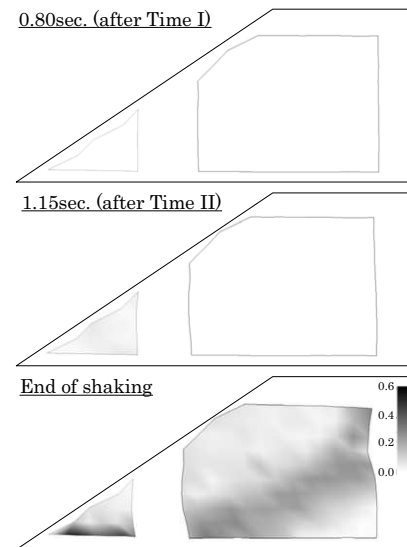 0.80sec. (after Time I)
1.15sec. (after Time II)
End of shaking
0.6
0.4
0.2
0.0